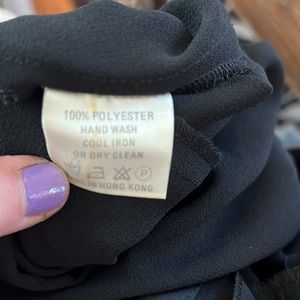 100% POLYESTER
HAND WASH
COOL IRON
OR DRY CLEAN
P
IN HONG KONG